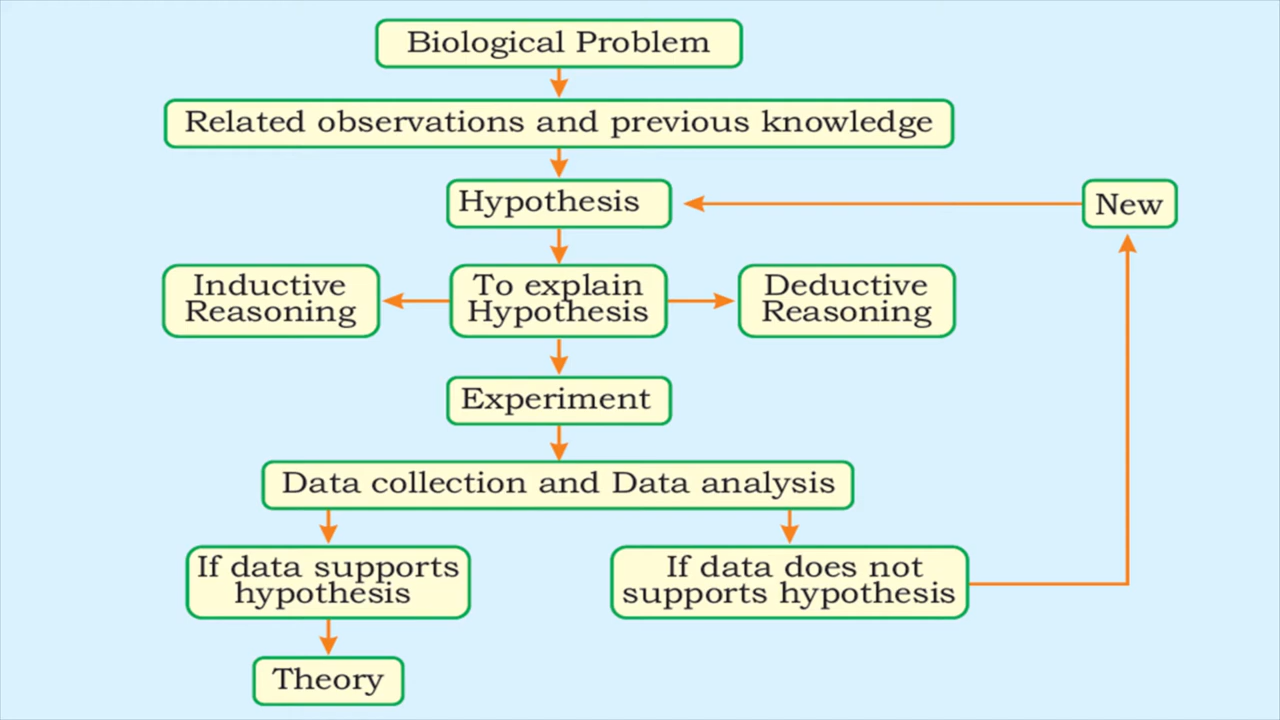 Biological Problem
Related observations and previous knowledge
Hypothesis
New
Inductive
Reasoning
To explain
Hypothesis
Deductive
Reasoning
Experiment
Data collection and Data analysis
If data supports
hypothesis
If data does not
supports hypothesis
Theory